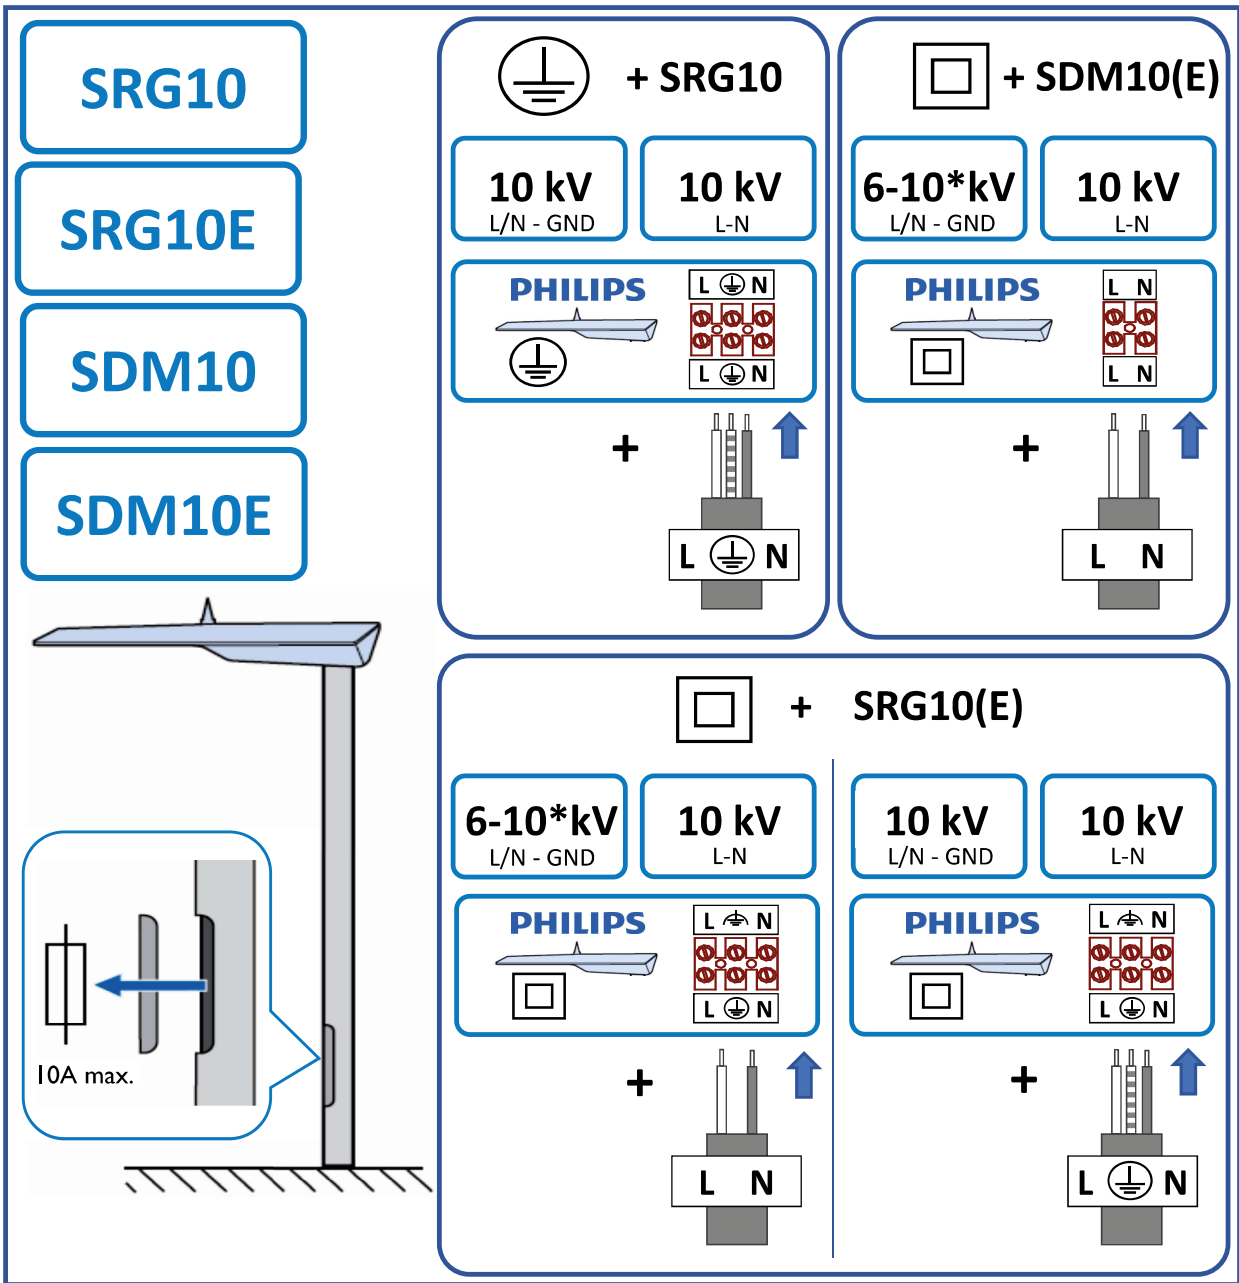 SRG10
SRG10E
SDM10
SDM10E
10A max.
+ SRG10
10 kV
L/N - GND
10 kV
L-N
PHILIPS
L N
L N
+
L N
+ SDM10(E)
6-10*kV
L/N - GND
10 kV
L-N
PHILIPS
L N
L N
+
L N
+ SRG10(E)
6-10*kV
L/N - GND
10 kV
L-N
PHILIPS
L N
L N
+
L N
10 kV
L/N - GND
10 kV
L-N
PHILIPS
L N
L N
+
L N